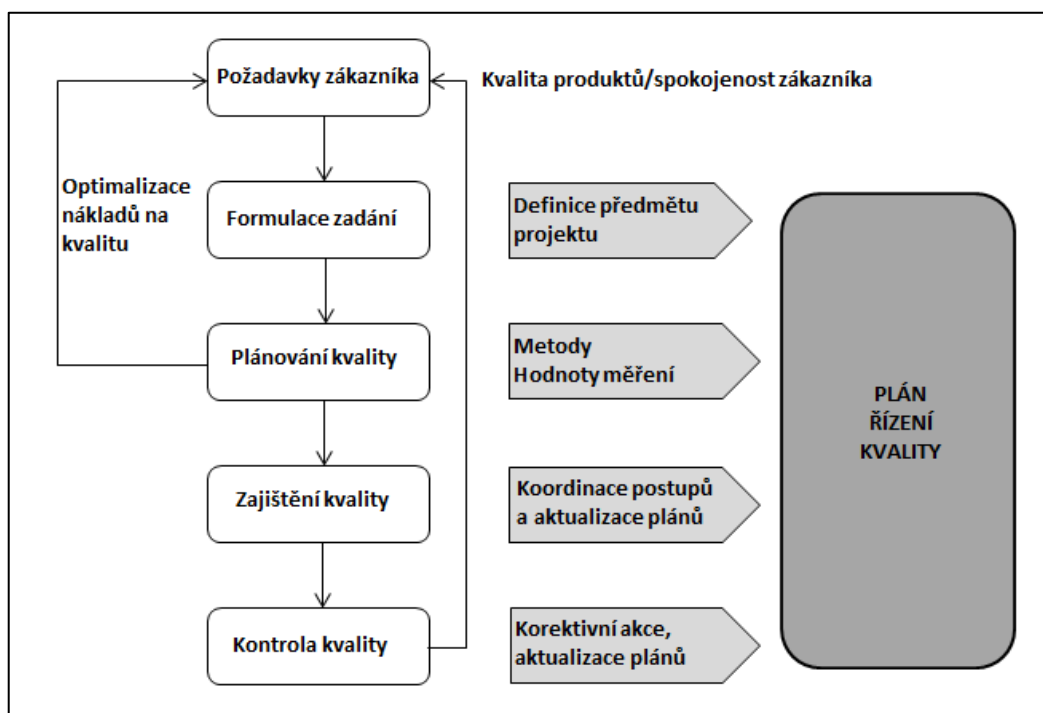 Požadavky zákazníka
Kvalita produktů/spokojenost zákazníka
Optimalizace
nákladů na
kvalitu
Formulace zadání
Definice předmětu
projektu
Plánování kvality
Metody
Hodnoty měření
PLÁN
ŘÍZENÍ
KVALITY
Zajištění kvality
Koordinace postupů
a aktualizace plánů
Kontrola kvality
Korektivní akce,
aktualizace plánů